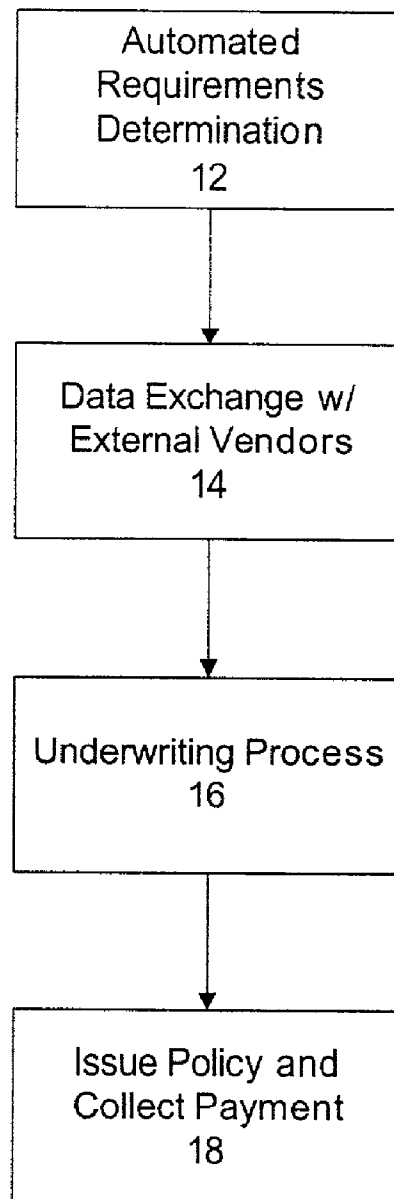 Automated
Requirements
Determination
12
Data Exchange w/
External Vendors
14
Underwriting Process
16
Issue Policy and
Collect Payment
18